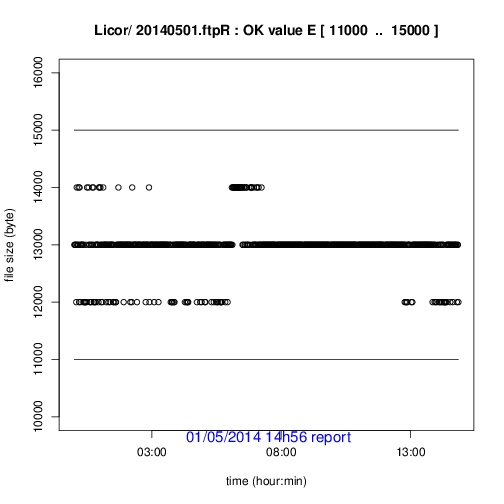 Licor/ 20140501.ftpR : OK value E [ 11000 .. 15000 ]
16000
15000
14000
13000
12000
11000
10000
file size (byte)
03:00
08:00
13:00
01/05/2014 14h56 report
time (hour:min)